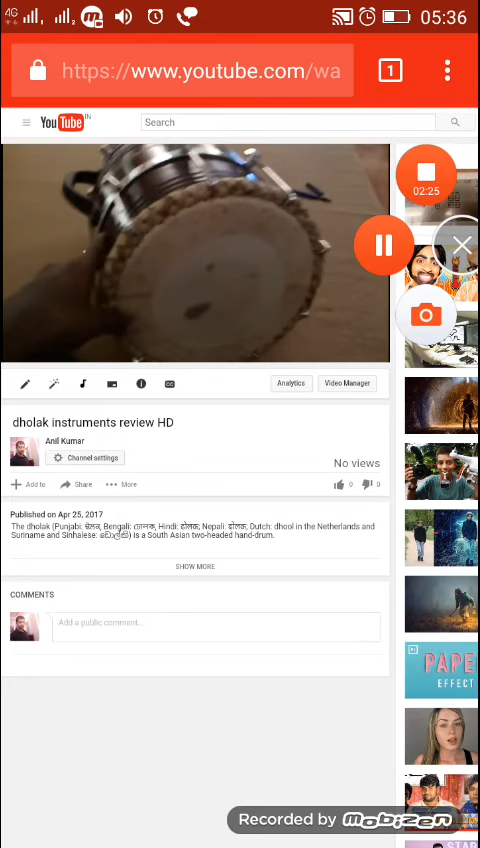 4G
1
2
05:36
https://www.youtube.com/wa
1
YouTube IN
Search
02:25
Analytics
Video Manager
dholak instruments review HD
Anil Kumar
Channel settings
No views
Add to
Share
More
0
0
Published on Apr 25, 2017
The dholak (Punjabi: ਢੋਲਕ, Bengali: ঢোলক, Hindi: ढोलक; Nepali: ढोलक; Dutch: dhool in the Netherlands and
Suriname and Sinhalese: ඩොල්කි) is a South Asian two-headed hand-drum.
SHOW MORE
COMMENTS
Add a public comment...
PAPE
EFFECT
Recorded by Mobizen
STAR